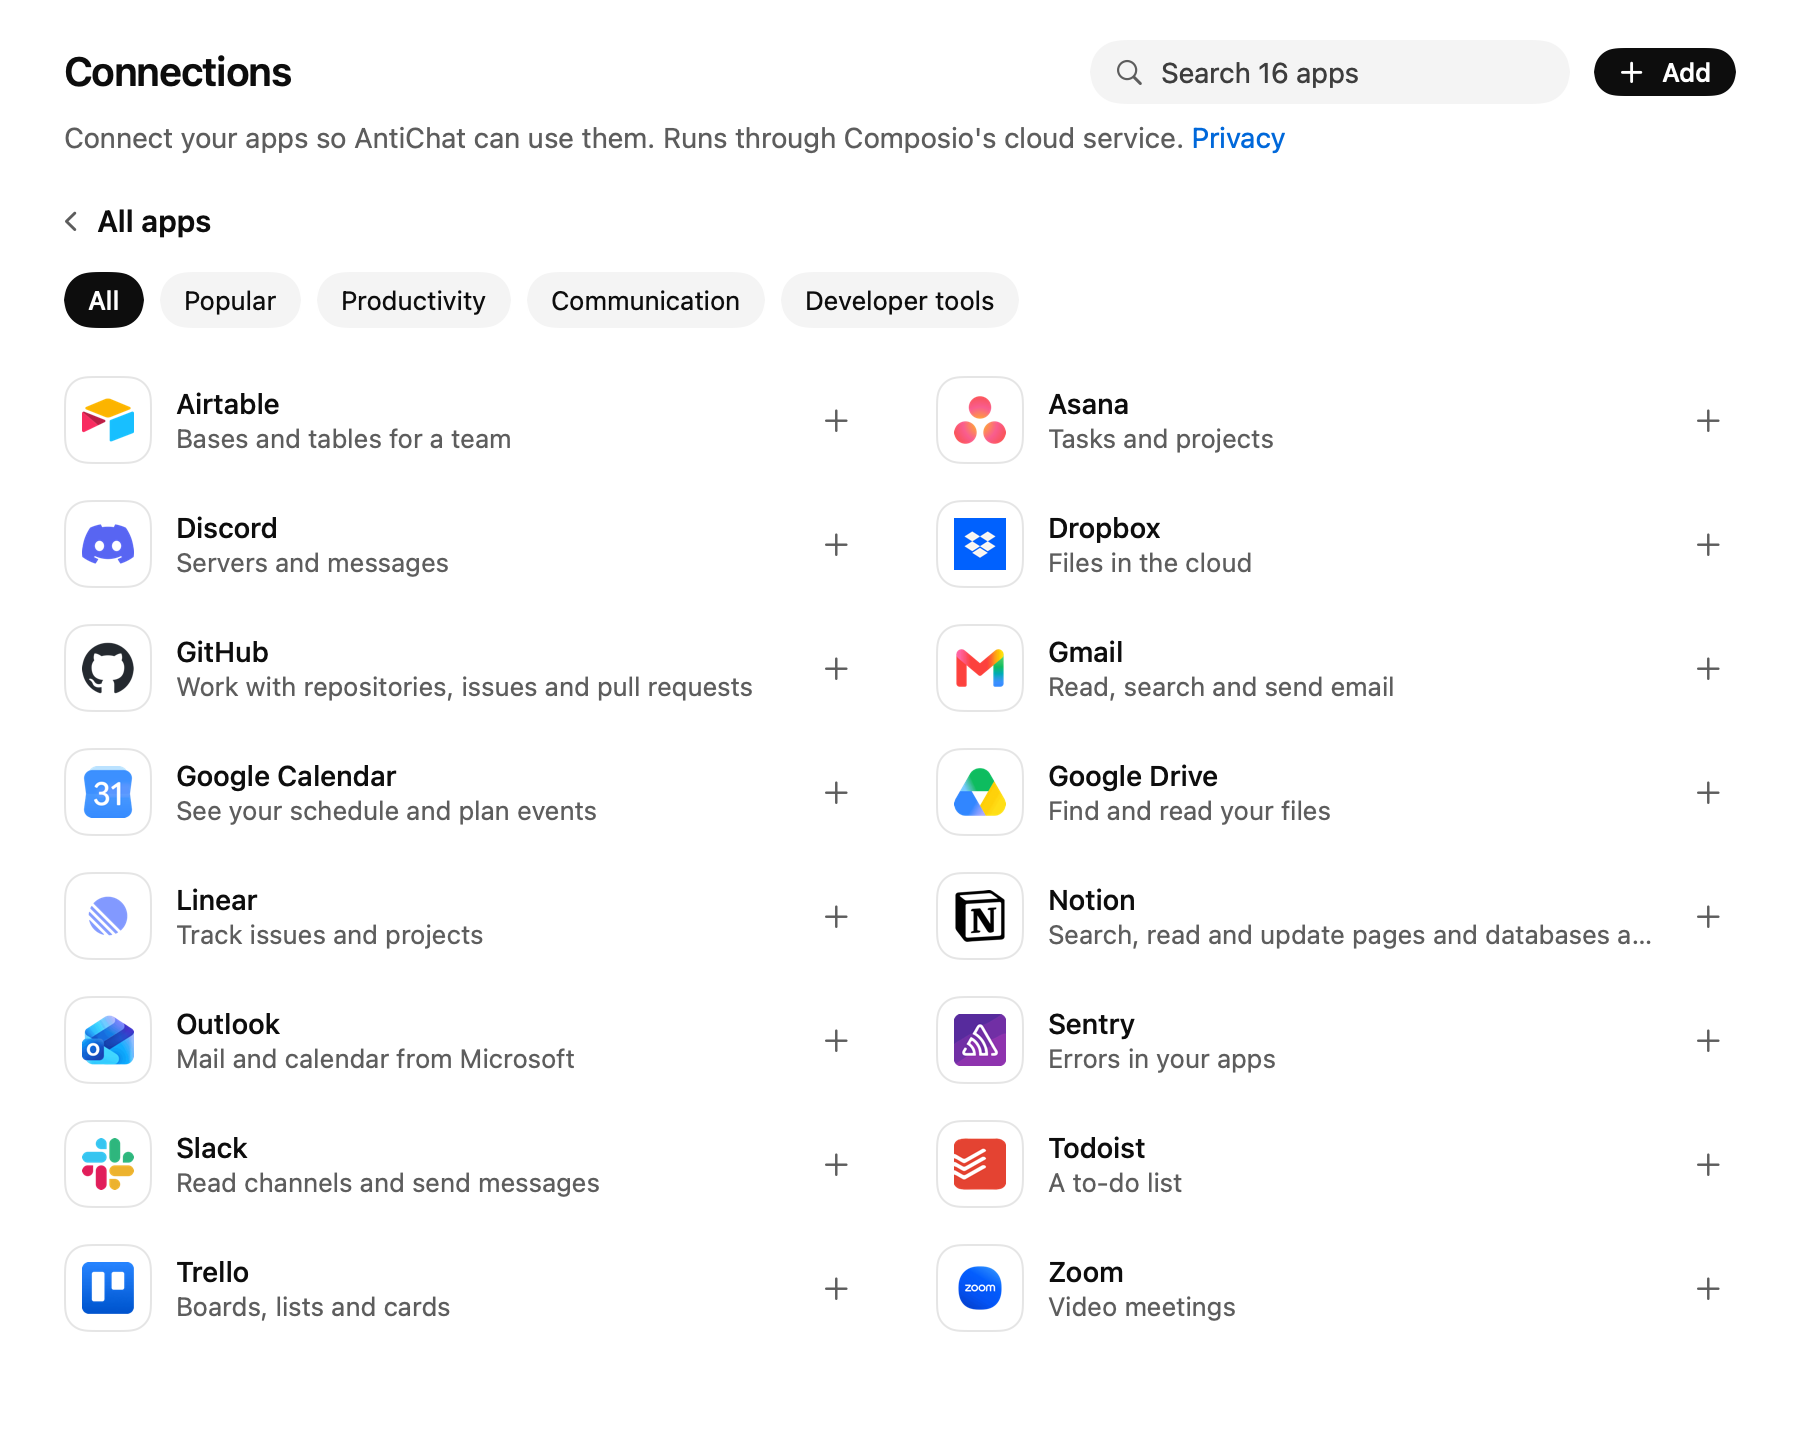 Connections
Search 16 apps
Add
Connect your apps so AntiChat can use them. Runs through Composio's cloud service. Privacy
All apps
All
Popular
Productivity
Communication
Developer tools
Airtable
Bases and tables for a team
Asana
Tasks and projects
Discord
Servers and messages
Dropbox
Files in the cloud
GitHub
Work with repositories, issues and pull requests
Gmail
Read, search and send email
31
Google Calendar
See your schedule and plan events
Google Drive
Find and read your files
Linear
Track issues and projects
N
Notion
Search, read and update pages and databases a...
O
Outlook
Mail and calendar from Microsoft
Sentry
Errors in your apps
Slack
Read channels and send messages
Todoist
A to-do list
Trello
Boards, lists and cards
zoom
Zoom
Video meetings